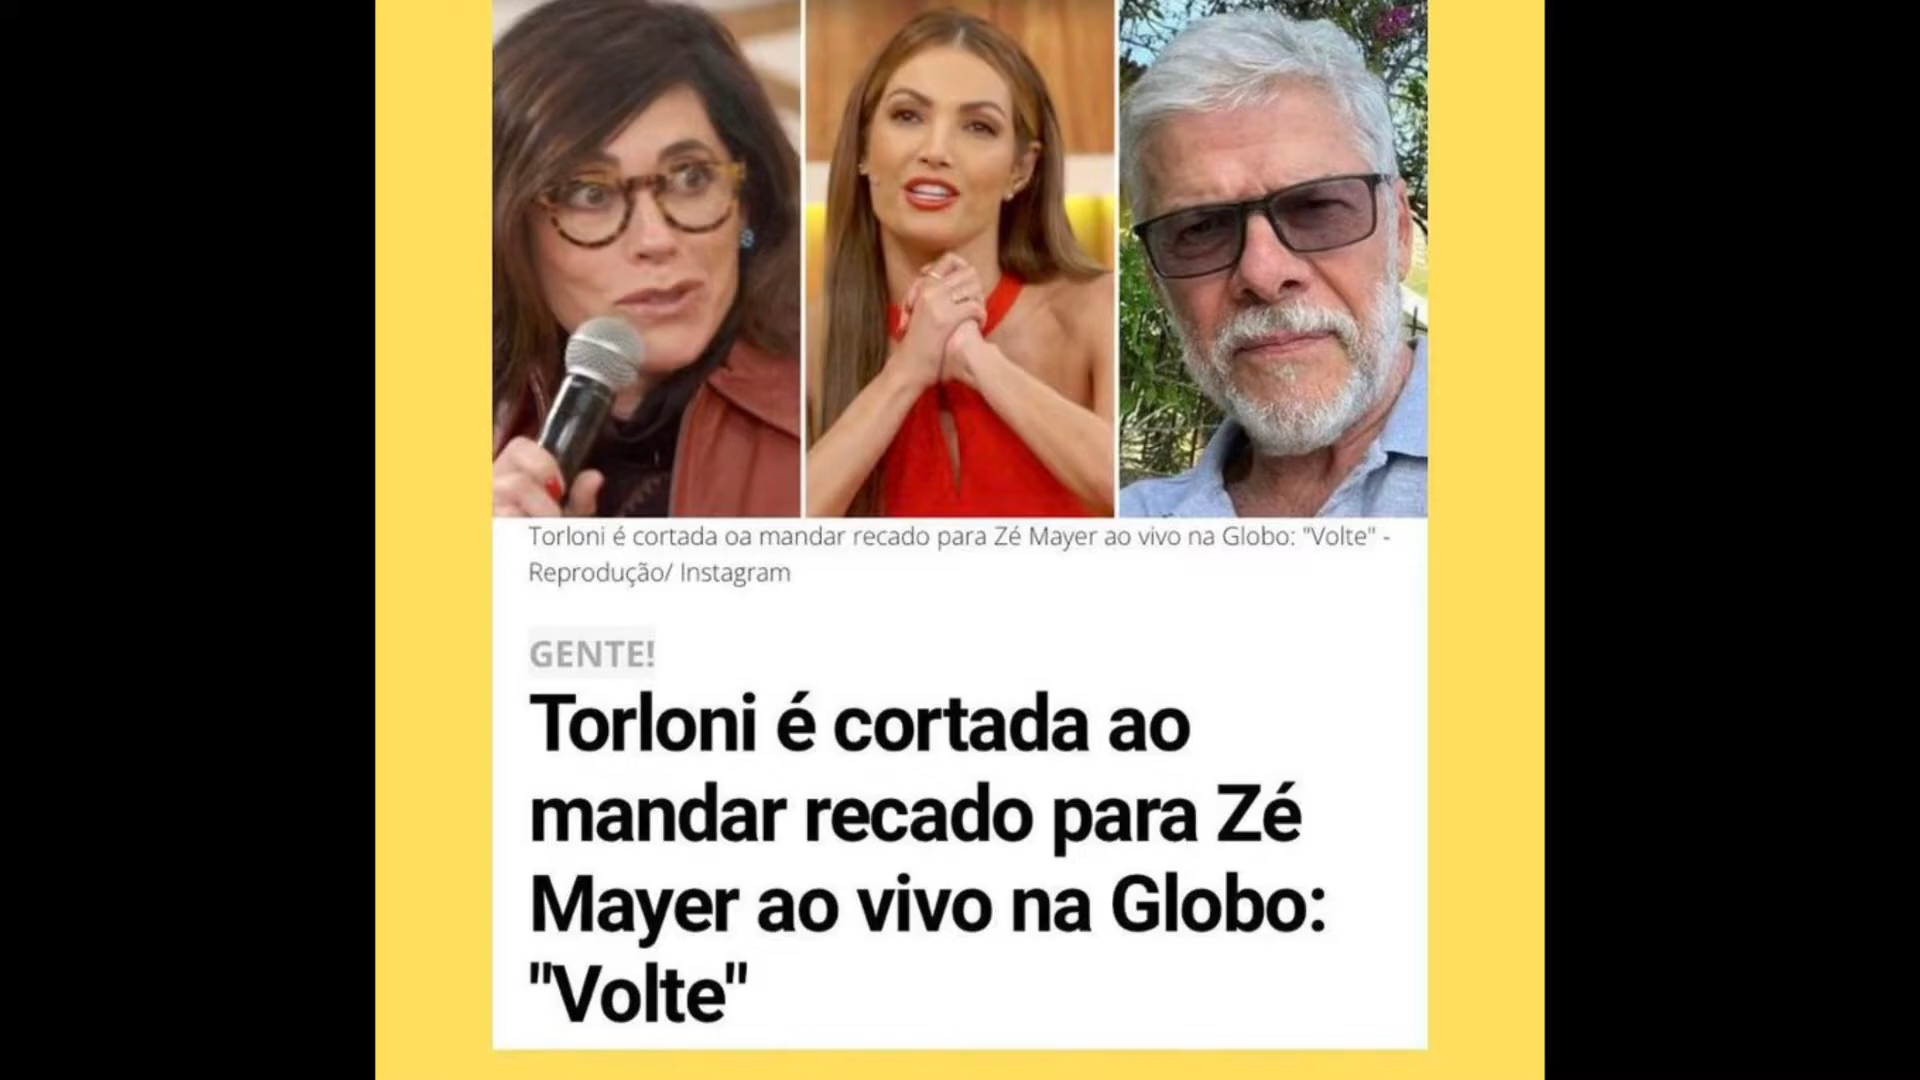 Torloni é cortada oa mandar recado para Zé Mayer ao vivo na Globo: "Volte" -
Reprodução/ Instagram
GENTE!
Torloni é cortada ao
mandar recado para Zé
Mayer ao vivo na Globo:
"Volte"